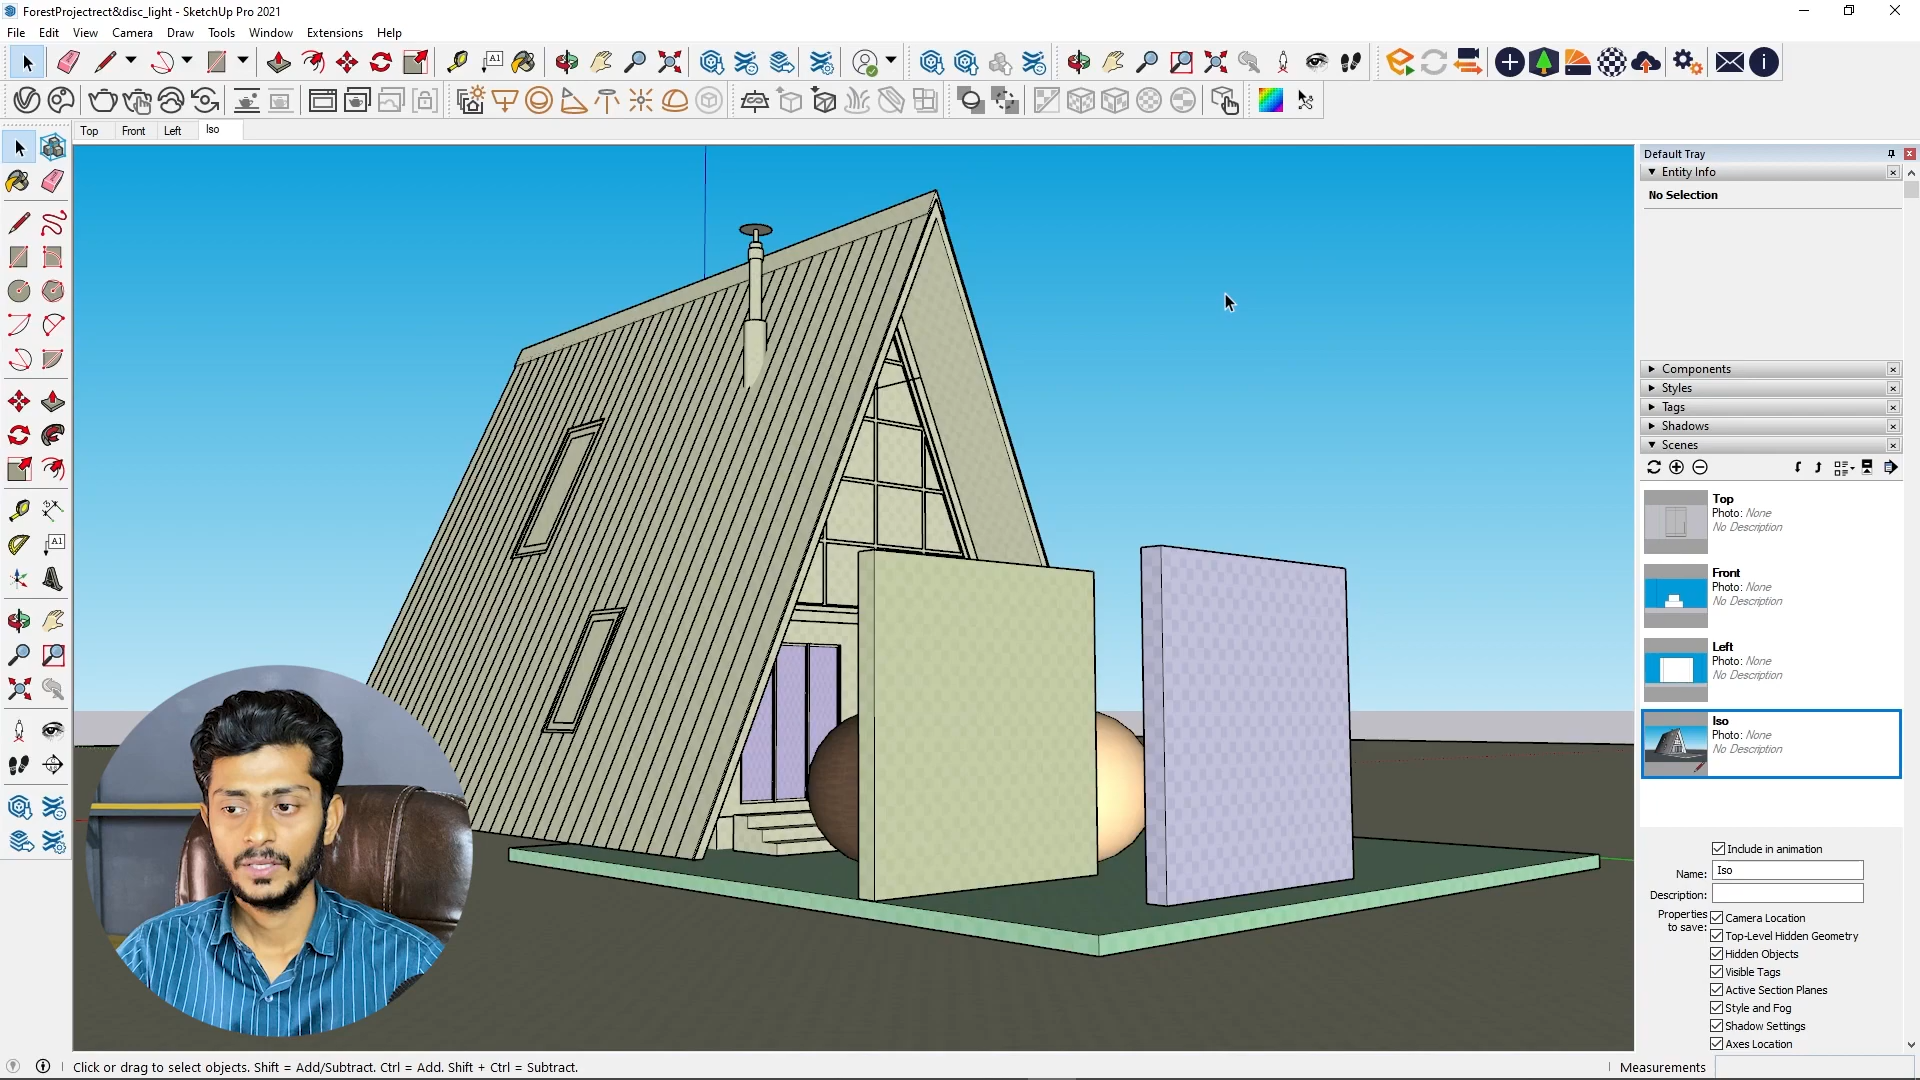 ForestProjectrect&disc_light - SketchUp Pro 2021
File Edit View Camera Draw Tools Window Extensions Help
A1
Top Front Left Iso
Default Tray
Entity Info
No Selection
Components
Styles
Tags
Shadows
Scenes
Top
Photo: None
No Description
Front
Photo: None
No Description
Left
Photo: None
No Description
Iso
Photo: None
No Description
Include in animation
Name: Iso
Description:
Properties to save:
Camera Location
Top-Level Hidden Geometry
Hidden Objects
Visible Tags
Active Section Planes
Style and Fog
Shadow Settings
Axes Location
A1
Click or drag to select objects. Shift = Add/Subtract. Ctrl = Add. Shift + Ctrl = Subtract.
Measurements